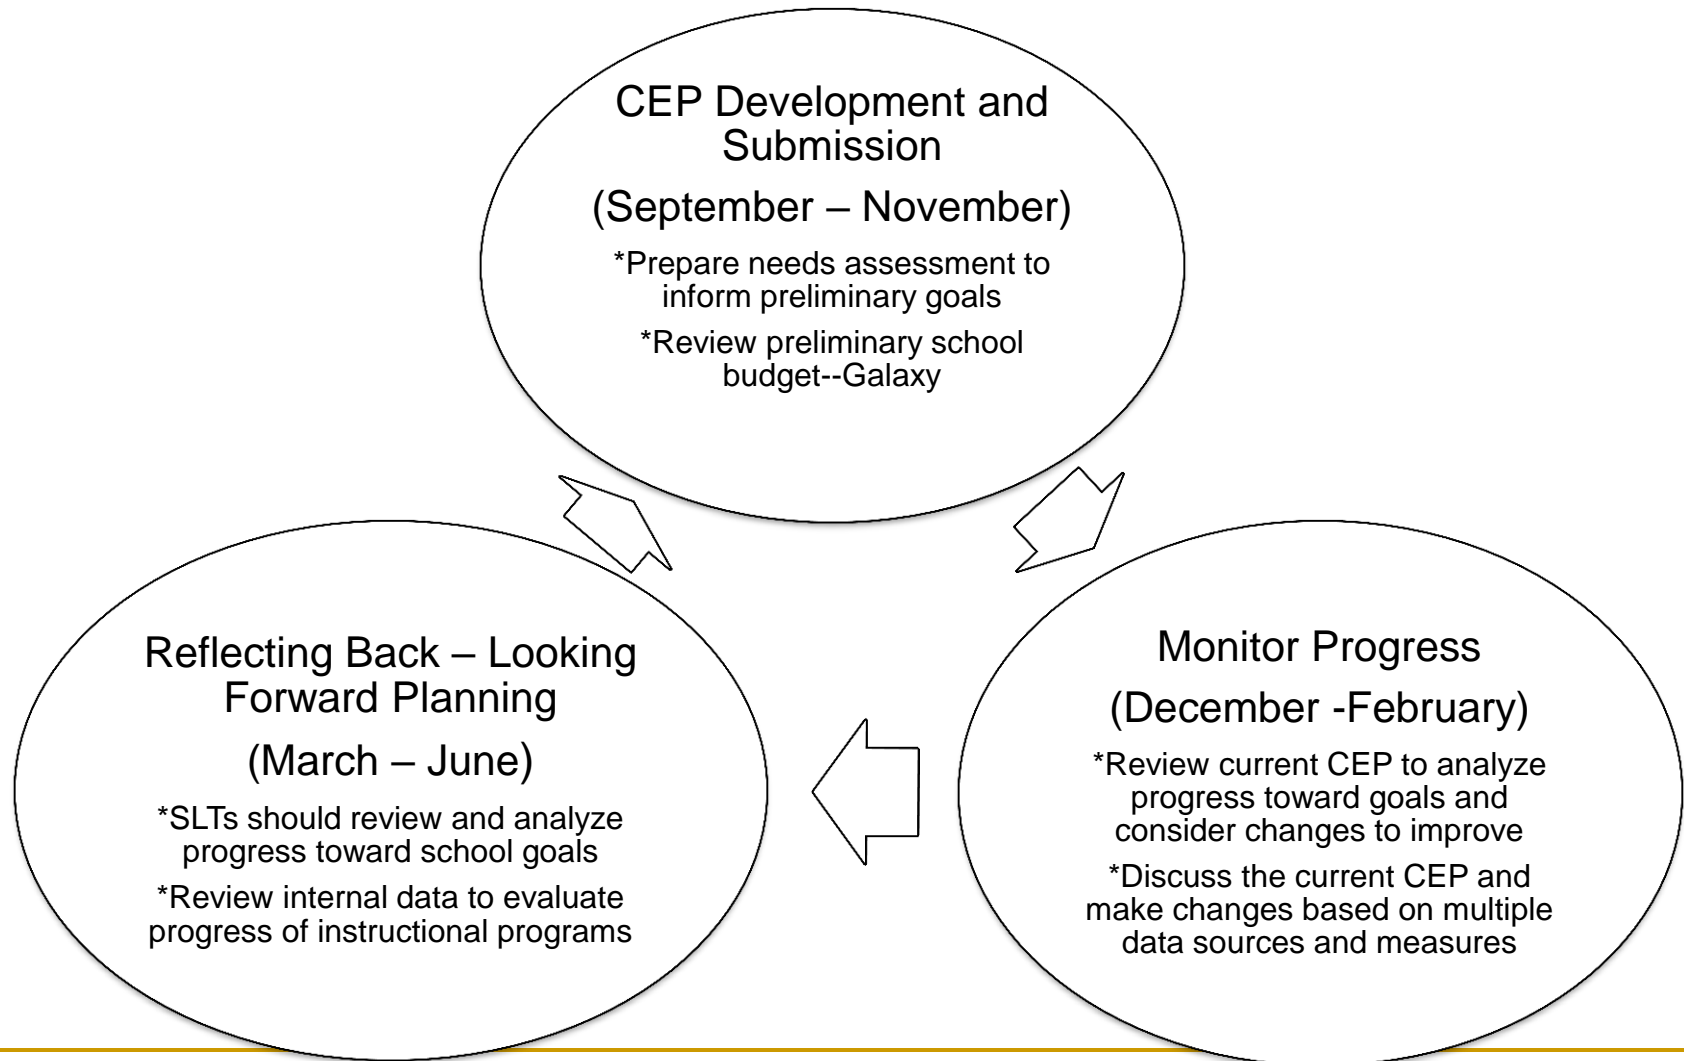 CEP Development and
Submission
(September – November)
*Prepare needs assessment to
inform preliminary goals
*Review preliminary school
budget--Galaxy
Monitor Progress
(December -February)
*Review current CEP to analyze
progress toward goals and
consider changes to improve
*Discuss the current CEP and
make changes based on multiple
data sources and measures
Reflecting Back – Looking
Forward Planning
(March – June)
*SLTs should review and analyze
progress toward school goals
*Review internal data to evaluate
progress of instructional programs